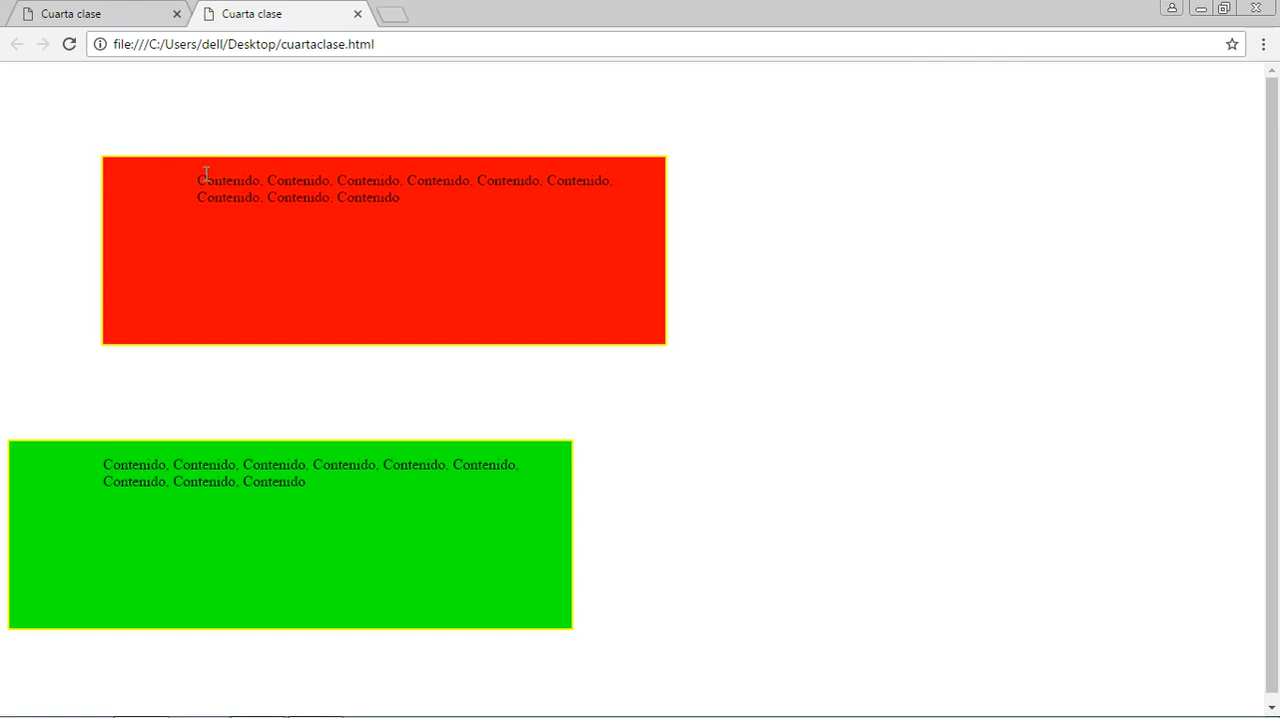 Cuarta clase
Cuarta clase
file:///C:/Users/dell/Desktop/cuartaclase.html
Contenido, Contenido, Contenido, Contenido, Contenido, Contenido,
Contenido, Contenido, Contenido
Contenido, Contenido, Contenido, Contenido, Contenido, Contenido,
Contenido, Contenido, Contenido